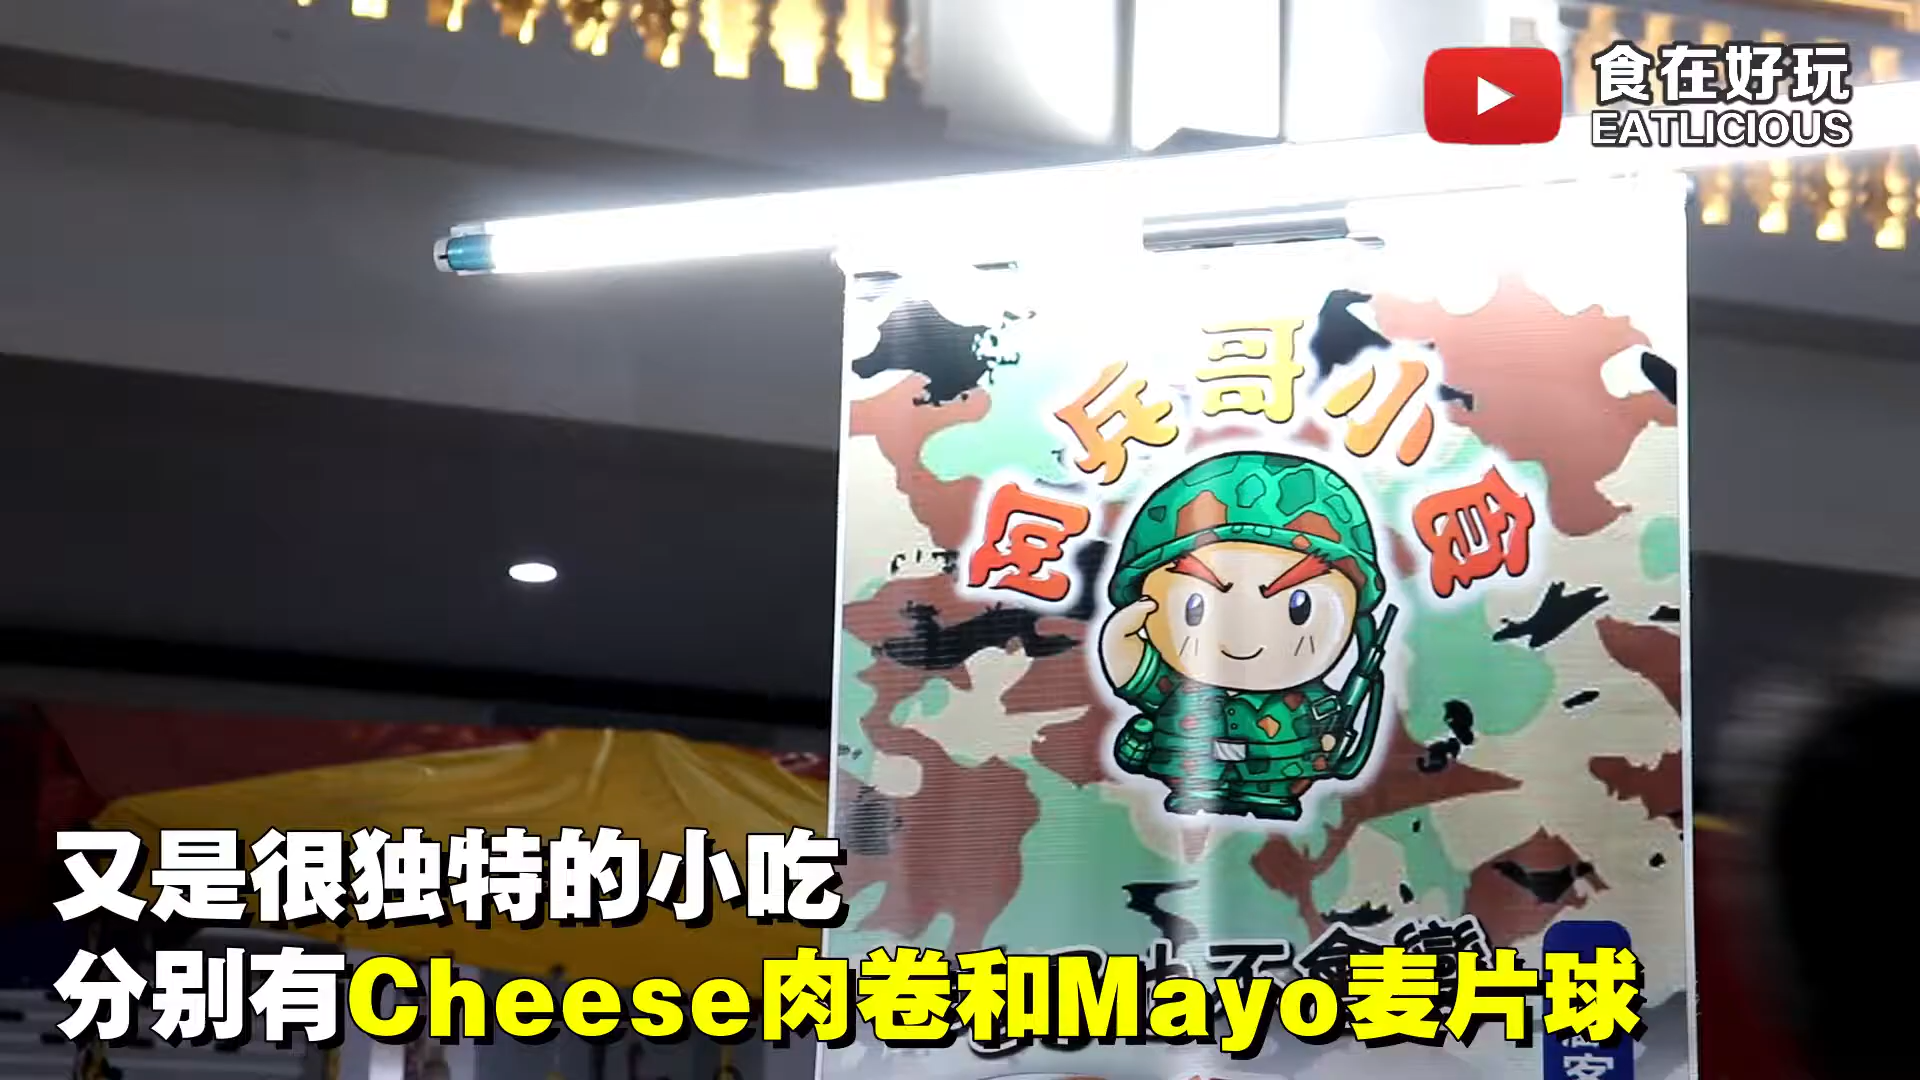 食在好玩
EATLICIOUS
阿兵哥小食
又是很独特的小吃
分别有Cheese肉卷和Mayo麦片球